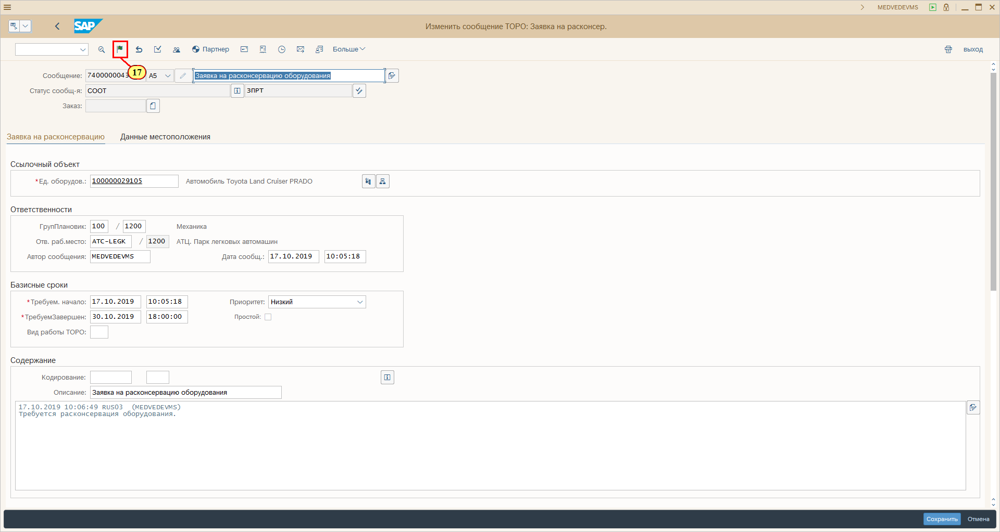 MEDVEDEVMS
SAP
Изменить сообщение ТОРО: Заявка на расконсер.
Партнер
Больше
выход
17
Сообщение: 7400000043 A5 Заявка на расконсервацию оборудования
Статус сообщ-я: СООТ ЗПРТ
Заказ:
Заявка на расконсервацию Данные местоположения
Ссылочный объект
*Ед. оборудов.: 100000029105 Автомобиль Toyota Land Cruiser PRADO
Ответственности
ГрупПлановик: 100 / 1200 Механика
Отв. раб.место: ATC-LEGK / 1200 АТЦ. Парк легковых автомашин
Автор сообщения: MEDVEDEVMS Дата сообщ.: 17.10.2019 10:05:18
Базисные сроки
*Требуем. начало: 17.10.2019 10:05:18 Приоритет: Низкий
*ТребуемЗавершен: 30.10.2019 18:00:00 Простой:
Вид работы ТОРО:
Содержание
Кодирование:
Описание: Заявка на расконсервацию оборудования
17.10.2019 10:06:49 RUS03 (MEDVEDEVMS)
Требуется расконсервация оборудования.
Сохранить Отмена